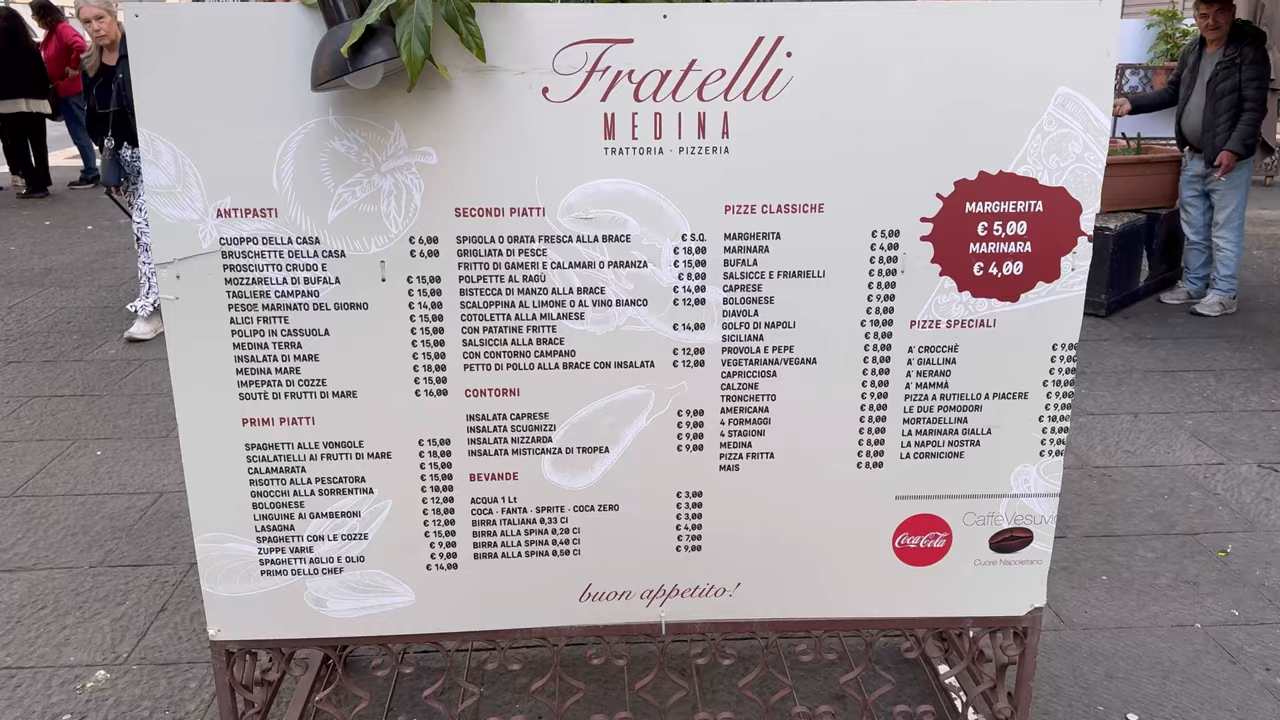 Fratelli
MEDINA
TRATTORIA · PIZZERIA
ANTIPASTI
CUOPPO DELLA CASA € 6,00
BRUSCHETTE DELLA CASA € 6,00
PROSCIUTTO CRUDO E
MOZZARELLA DI BUFALA € 15,00
TAGLIERE CAMPANO € 15,00
PESCE MARINATO DEL GIORNO € 14,00
ALICI FRITTE € 15,00
POLIPO IN CASSUOLA € 15,00
MEDINA TERRA € 15,00
INSALATA DI MARE € 15,00
MEDINA MARE € 18,00
IMPEPATA DI COZZE € 15,00
SOUTÈ DI FRUTTI DI MARE € 16,00
PRIMI PIATTI
SPAGHETTI ALLE VONGOLE € 15,00
SCIALATIELLI AI FRUTTI DI MARE € 18,00
CALAMARATA € 15,00
RISOTTO ALLA PESCATORA € 15,00
GNOCCHI ALLA SORRENTINA € 10,00
BOLOGNESE € 12,00
LINGUINE AI GAMBERONI € 18,00
LASAGNA € 12,00
SPAGHETTI CON LE COZZE € 15,00
ZUPPE VARIE € 9,00
SPAGHETTI AGLIO E OLIO € 9,00
PRIMO DELLO CHEF € 14,00
SECONDI PIATTI
SPIGOLA O ORATA FRESCA ALLA BRACE € S.Q.
GRIGLIATA DI PESCE € 18,00
FRITTO DI GAMERI E CALAMARI O PARANZA € 15,00
POLPETTE AL RAGÙ € 8,00
BISTECCA DI MANZO ALLA BRACE € 14,00
SCALOPPINA AL LIMONE O AL VINO BIANCO € 12,00
COTOLETTA ALLA MILANESE
CON PATATINE FRITTE € 14,00
SALSICCIA ALLA BRACE
CON CONTORNO CAMPANO € 12,00
PETTO DI POLLO ALLA BRACE CON INSALATA € 12,00
CONTORNI
INSALATA CAPRESE € 9,00
INSALATA SCUGNIZZI € 9,00
INSALATA NIZZARDA € 9,00
INSALATA MISTICANZA DI TROPEA € 9,00
BEVANDE
ACQUA 1 Lt € 3,00
COCA - FANTA - SPRITE - COCA ZERO € 3,00
BIRRA ITALIANA 0,33 Cl € 3,00
BIRRA ALLA SPINA 0,20 Cl € 4,00
BIRRA ALLA SPINA 0,40 Cl € 7,00
BIRRA ALLA SPINA 0,50 Cl € 9,00
PIZZE CLASSICHE
MARGHERITA € 5,00
MARINARA € 4,00
BUFALA € 8,00
SALSICCE E FRIARIELLI € 8,00
CAPRESE € 8,00
BOLOGNESE € 9,00
DIAVOLA € 8,00
GOLFO DI NAPOLI € 10,00
SICILIANA € 8,00
PROVOLA E PEPE € 8,00
VEGETARIANA/VEGANA € 8,00
CAPRICCIOSA € 8,00
CALZONE € 8,00
TRONCHETTO € 9,00
AMERICANA € 8,00
4 FORMAGGI € 8,00
4 STAGIONI € 8,00
MEDINA € 8,00
PIZZA FRITTA € 8,00
MAIS € 8,00
MARGHERITA
€ 5,00
MARINARA
€ 4,00
PIZZE SPECIALI
A' CROCCHÈ € 9,00
A' GIALLINA € 9,00
A' NERANO € 9,00
A' MAMMÀ € 10,00
PIZZA A RUTIELLO A PIACERE € 9,00
LE DUE POMODORI € 9,00
MORTADELLINA € 10,00
LA MARINARA GIALLA € 8,00
LA NAPOLI NOSTRA € 9,00
LA CORNICIONE € 9,00
Coca-Cola
CaffèVesuvio
Cuore Napoletano
buon appetito!